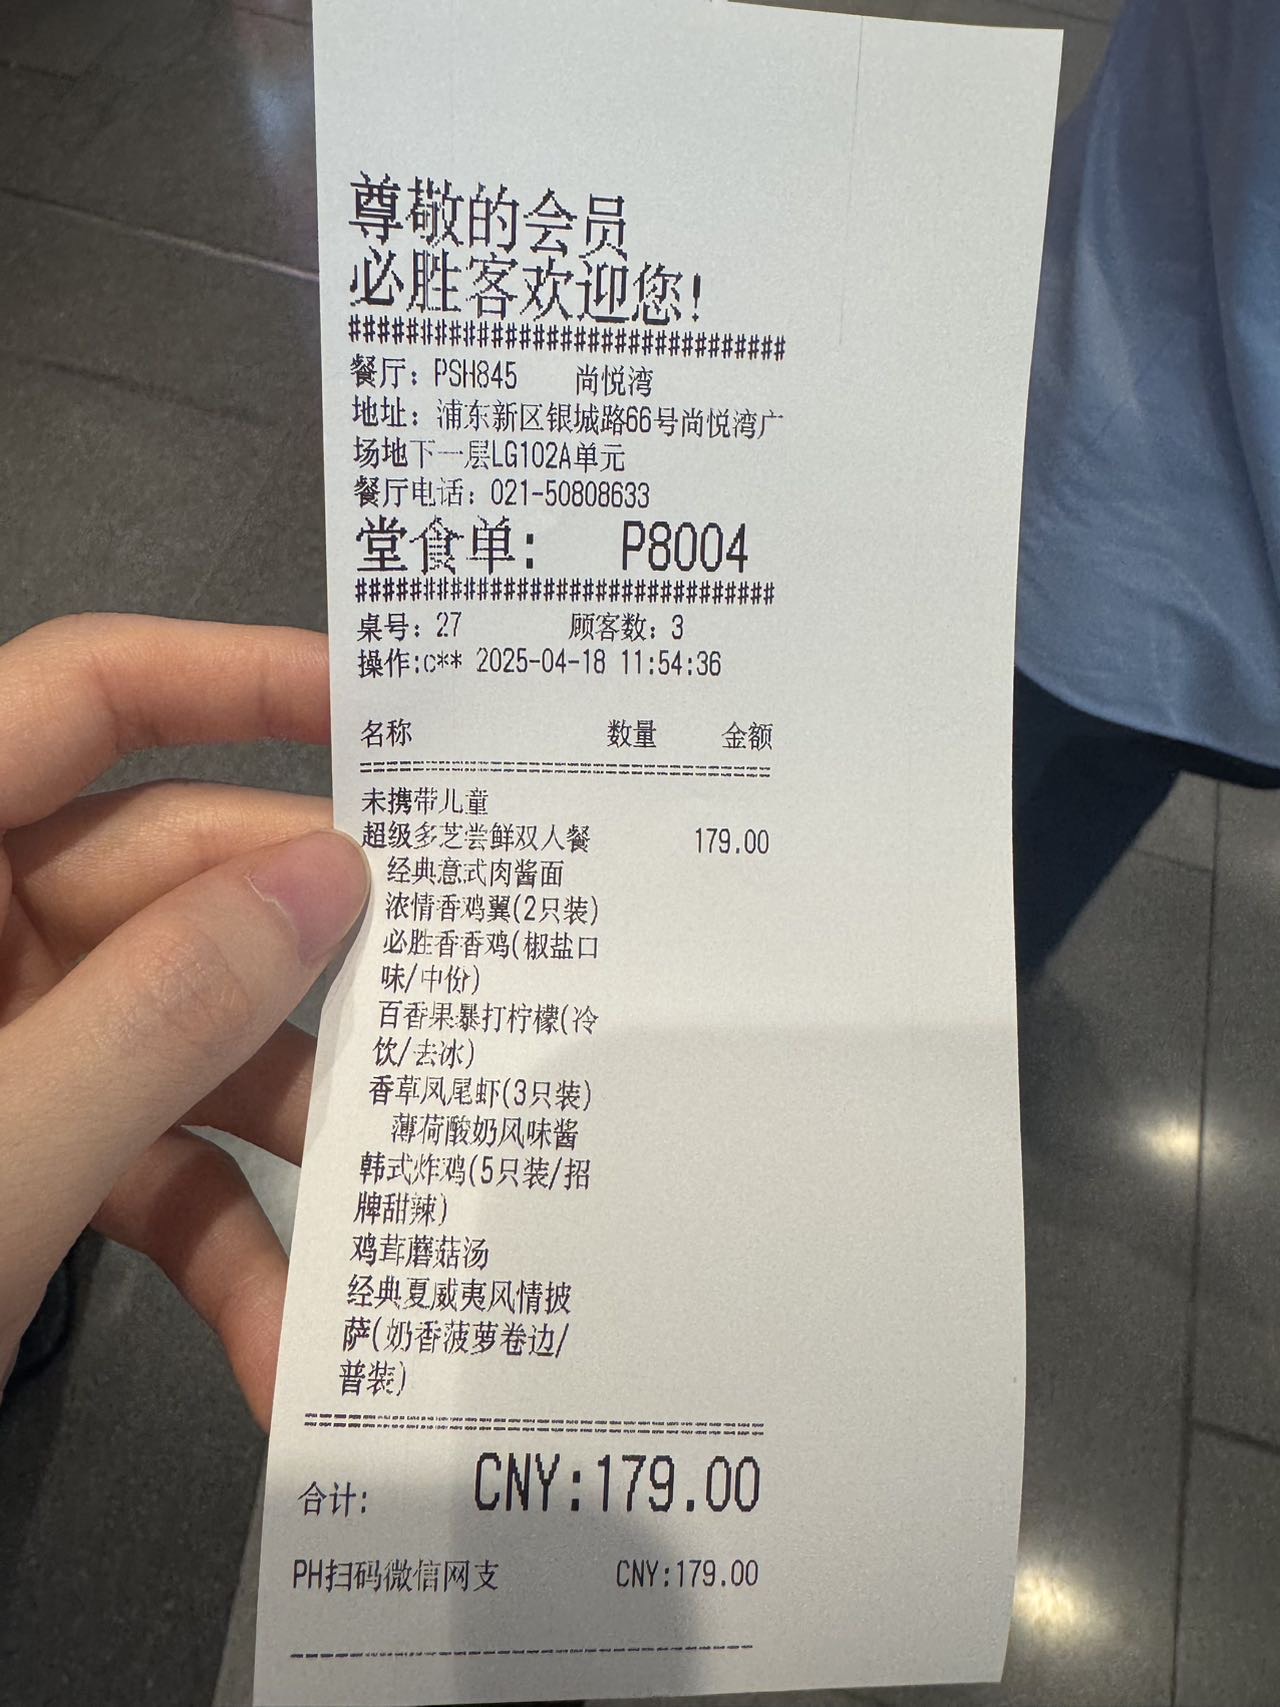 尊敬的会员
必胜客欢迎您!
################################
餐厅: PSH845 尚悦湾
地址: 浦东新区银城路66号尚悦湾广
场地下一层LG102A单元
餐厅电话: 021-50808633
堂食单: P8004
################################
桌号: 27 顾客数: 3
操作:c** 2025-04-18 11:54:36
名称 数量 金额
未携带儿童
超级多芝尝鲜双人餐 179.00
经典意式肉酱面
浓情香鸡翼(2只装)
必胜香香鸡(椒盐口
味/中份)
百香果暴打柠檬(冷
饮/去冰)
香草凤尾虾(3只装)
薄荷酸奶风味酱
韩式炸鸡(5只装/招
牌甜辣)
鸡茸蘑菇汤
经典夏威夷风情披
萨(奶香菠萝卷边/
普装)
合计: CNY:179.00
PH扫码微信网支 CNY:179.00